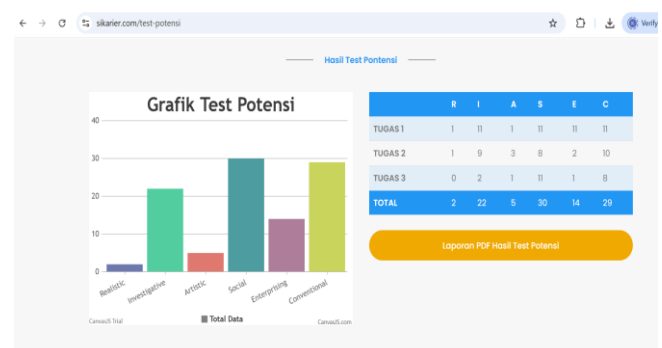 sikarier.com/test-potensi
Verify
Hasil Test Pontensi
Grafik Test Potensi
40
30
20
10
0
Realistic
Investigative
Artistic
Social
Enterprising
Conventional
CanvasJS Trial
Total Data
CanvasJS.com
R I A S E C
TUGAS 1 1 11 1 11 11 11
TUGAS 2 1 9 3 8 2 10
TUGAS 3 0 2 1 11 1 8
TOTAL 2 22 5 30 14 29
Laporan PDF Hasil Test Potensi